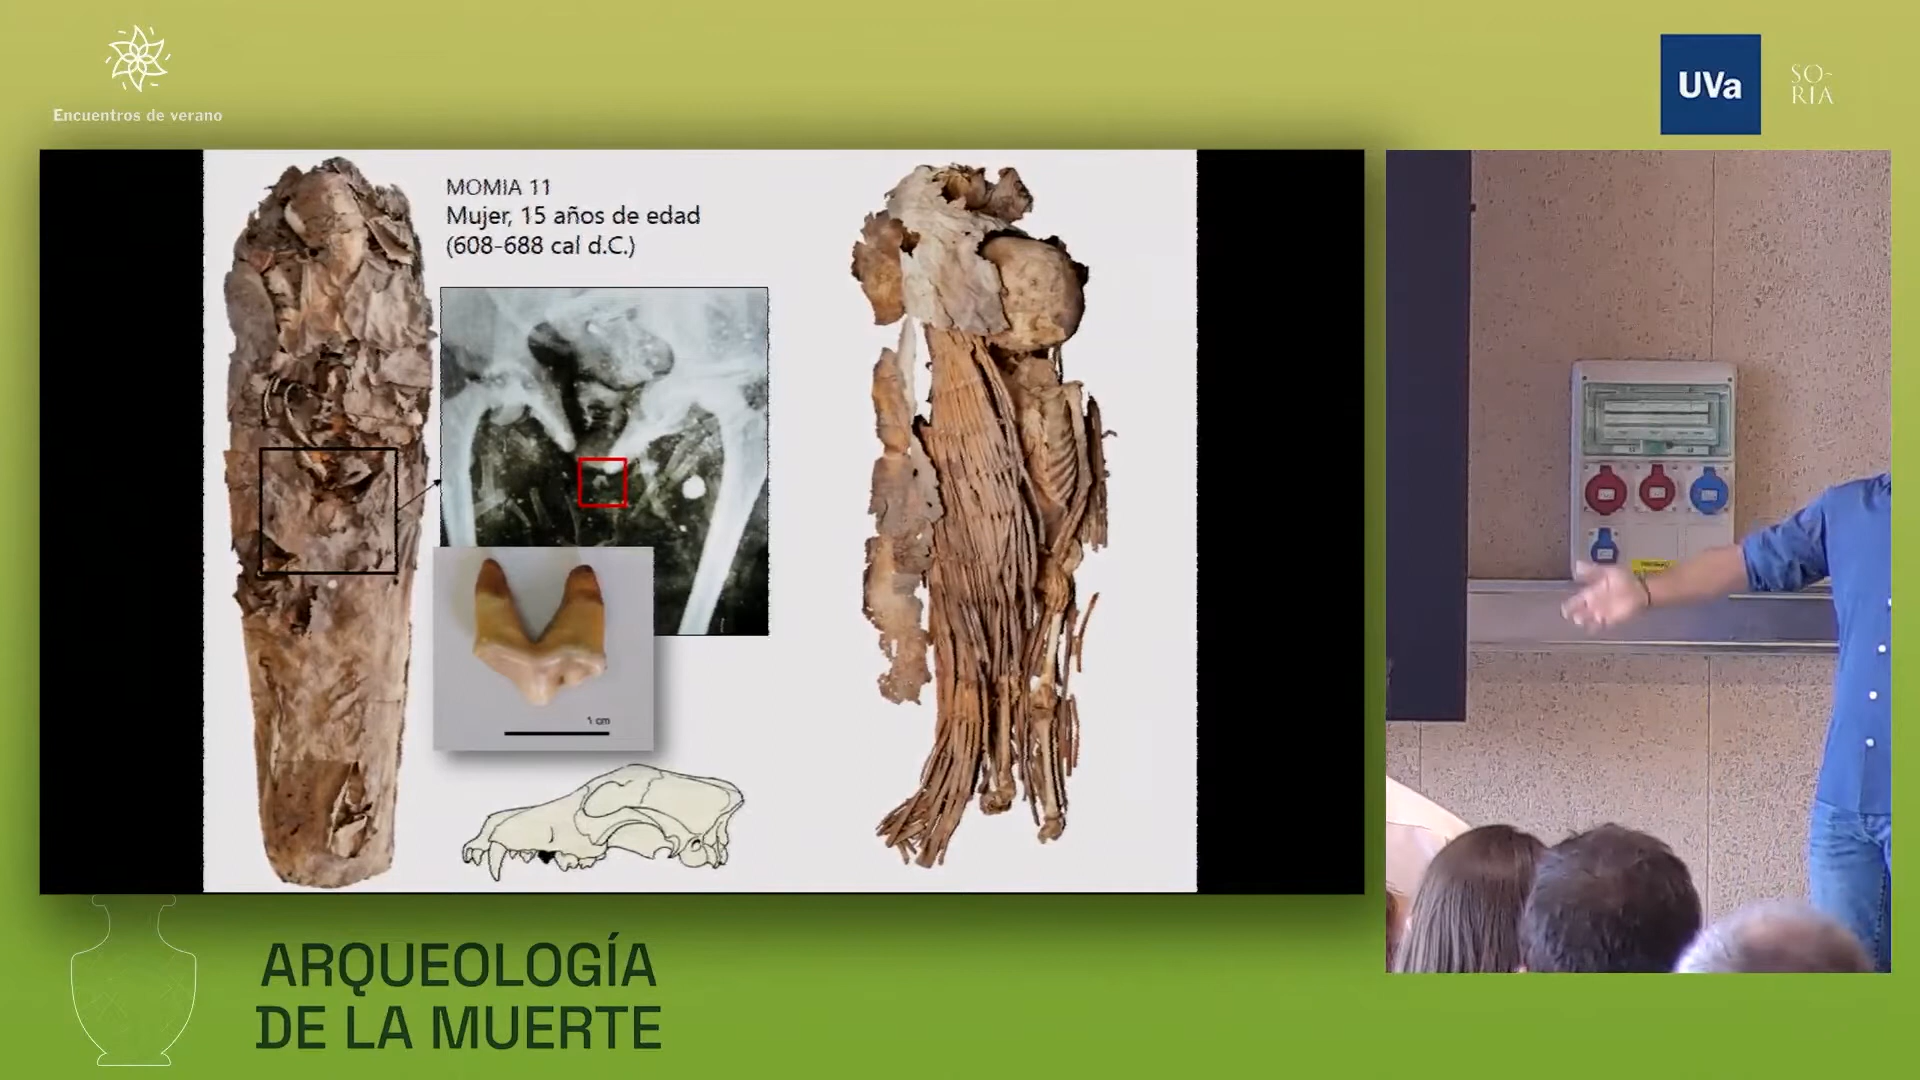 Encuentros de verano
UVa
SO-
RIA
MOMIA 11
Mujer, 15 años de edad
(608-688 cal d.C.)
1 cm
ARQUEOLOGÍA
DE LA MUERTE